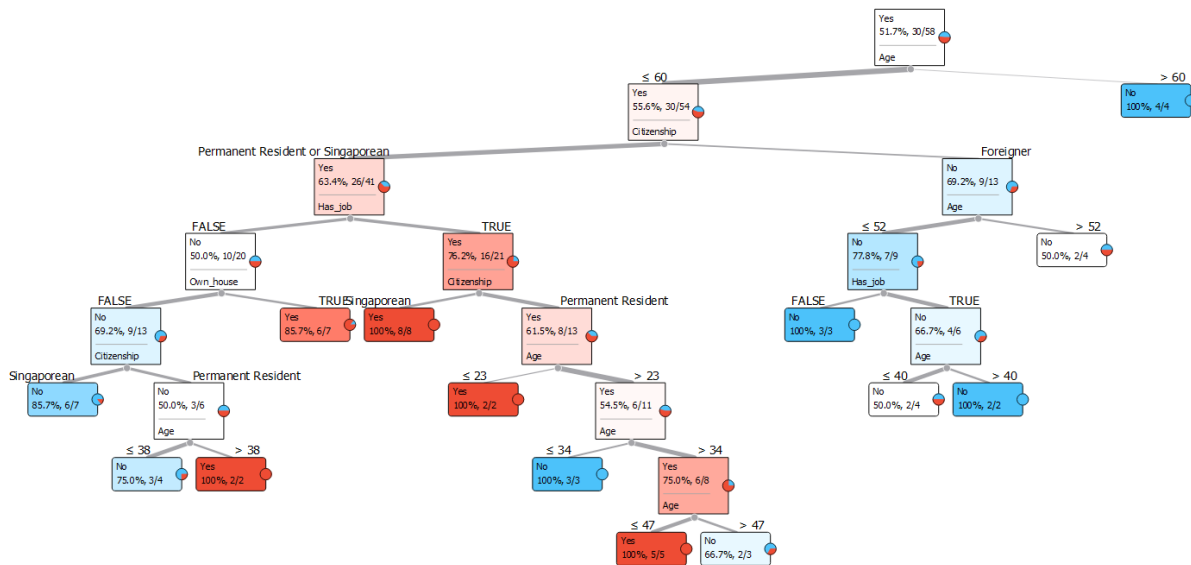 Yes
51.7%, 30/58
Age
≤ 60
> 60
Yes
55.6%, 30/54
Citizenship
No
100%, 4/4
Permanent Resident or Singaporean
Foreigner
Yes
63.4%, 26/41
Has_job
No
69.2%, 9/13
Age
FALSE
TRUE
≤ 52
> 52
No
50.0%, 10/20
Own_house
Yes
76.2%, 16/21
Citizenship
No
77.8%, 7/9
Has_job
No
50.0%, 2/4
FALSE
TRUE
Singaporean
Permanent Resident
FALSE
TRUE
No
69.2%, 9/13
Citizenship
Yes
85.7%, 6/7
Yes
100%, 8/8
Yes
61.5%, 8/13
Age
No
100%, 3/3
No
66.7%, 4/6
Age
Singaporean
Permanent Resident
≤ 23
> 23
≤ 40
> 40
No
85.7%, 6/7
No
50.0%, 3/6
Age
Yes
100%, 2/2
Yes
54.5%, 6/11
Age
No
50.0%, 2/4
No
100%, 2/2
≤ 38
> 38
≤ 34
> 34
No
75.0%, 3/4
Yes
100%, 2/2
No
100%, 3/3
Yes
75.0%, 6/8
Age
≤ 47
> 47
Yes
100%, 5/5
No
66.7%, 2/3